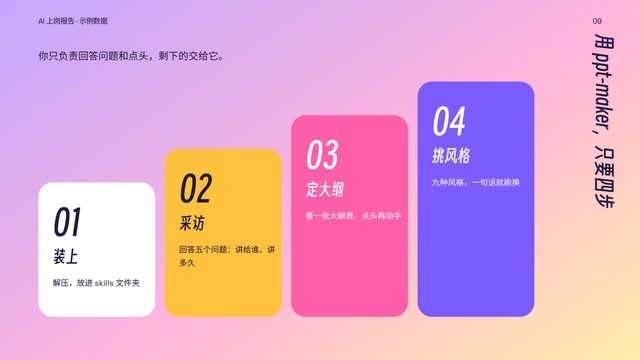 AI 上岗报告 · 示例数据
09
用 ppt-maker，只要四步
你只负责回答问题和点头，剩下的交给它。
01
装上
解压，放进 skills 文件夹
02
采访
回答五个问题：讲给谁、讲
多久
03
定大纲
看一张大纲表，点头再动手
04
挑风格
九种风格，一句话就能换